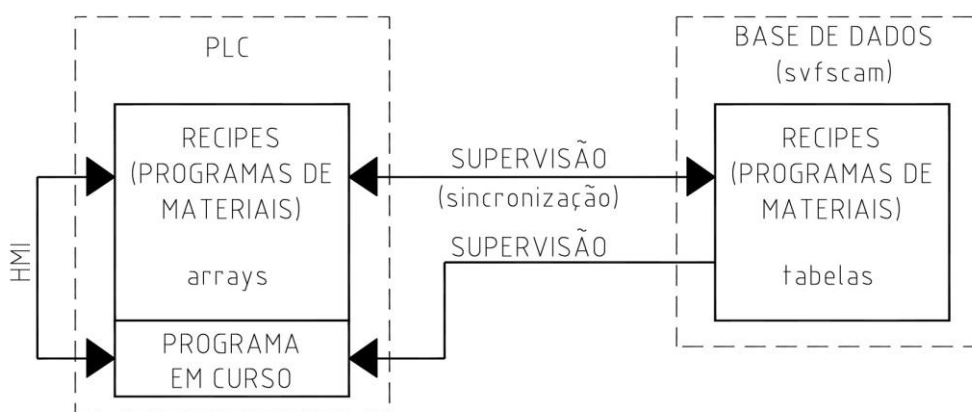 PLC
RECIPES
(PROGRAMAS DE
MATERIAIS)
arrays
PROGRAMA
EM CURSO
HMI
SUPERVISÃO
(sincronização)
SUPERVISÃO
BASE DE DADOS
(svfscam)
RECIPES
(PROGRAMAS DE
MATERIAIS)
tabelas